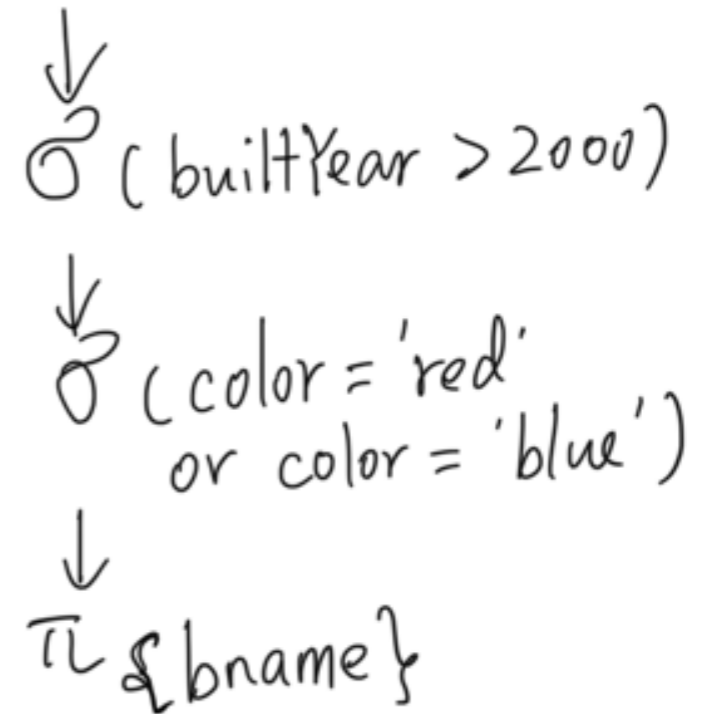 ↓
σ (builtYear > 2000)
↓
σ (color = 'red'
or color = 'blue')
↓
π {bname}